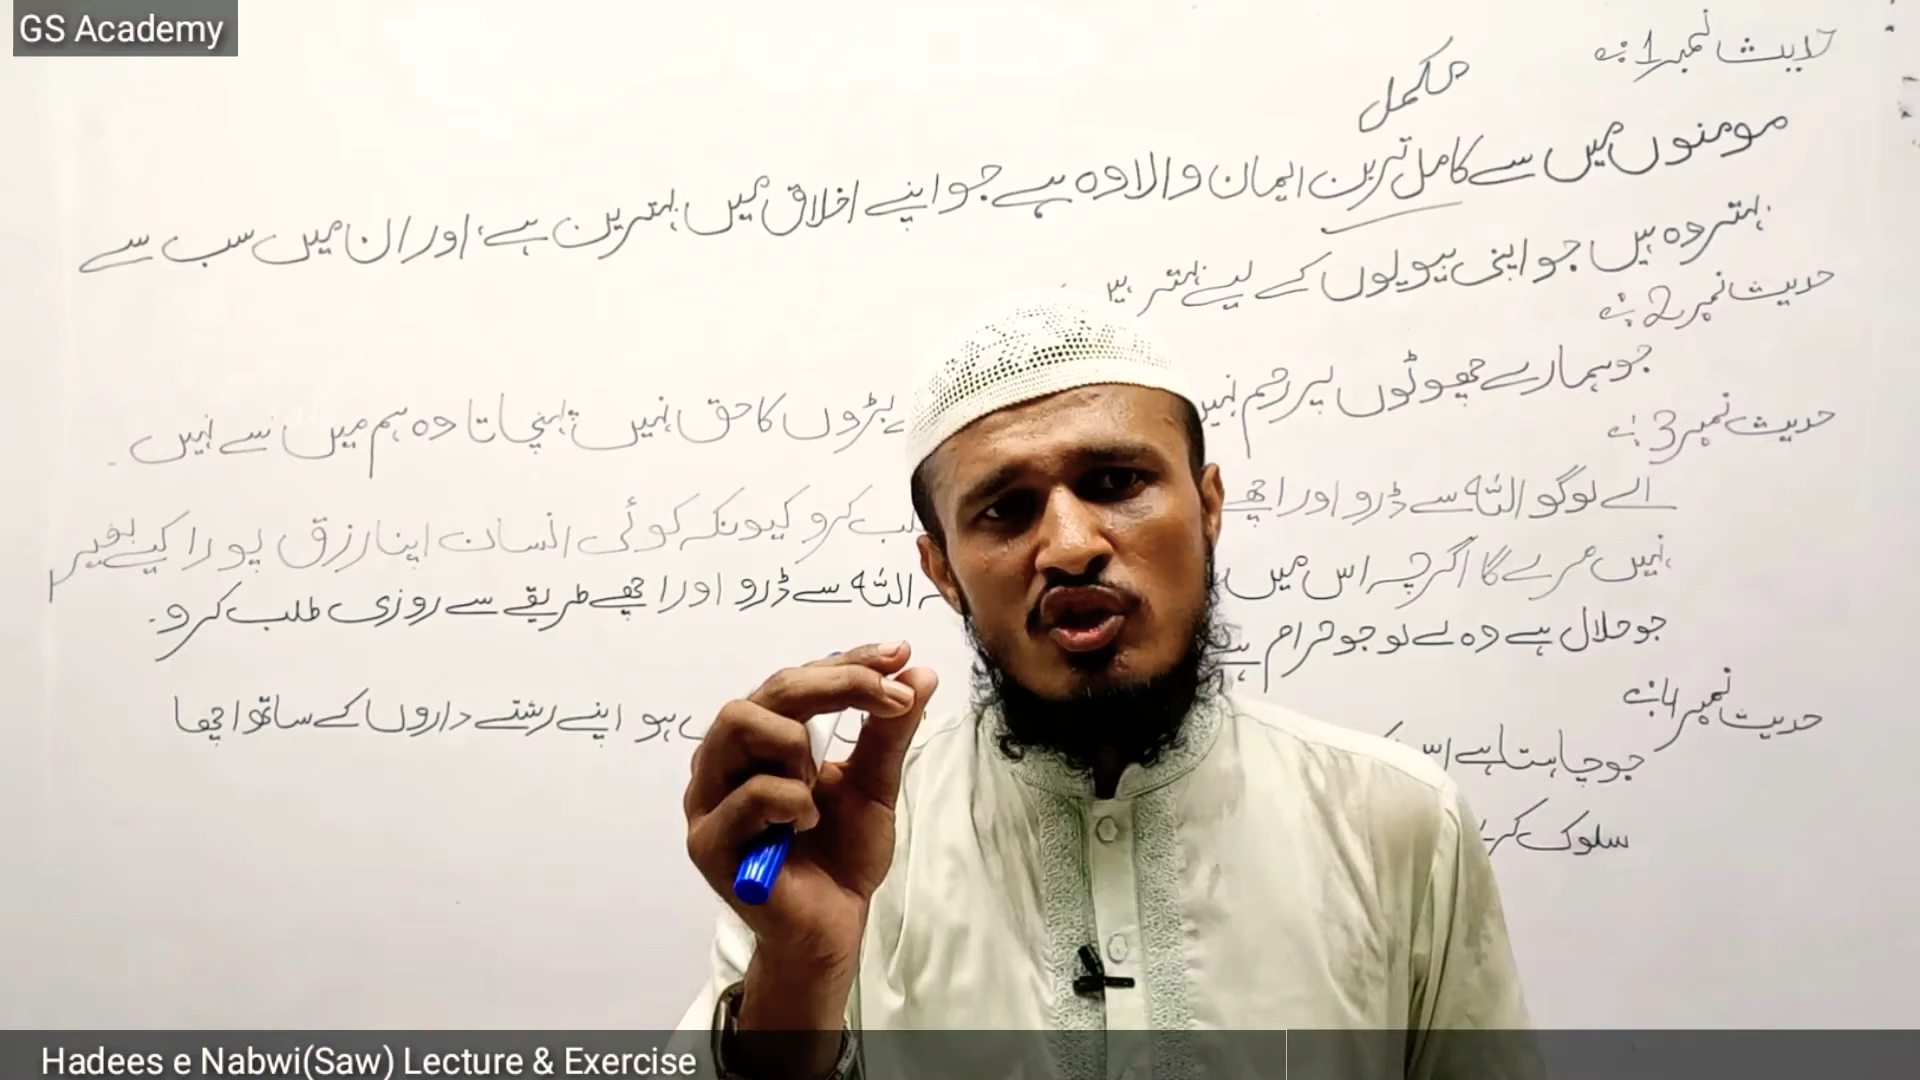 GS Academy
حدیث نمبر 1 :
مکمل
مومنوں میں سے کامل ترین ایمان والا وہ ہے جو اپنے اخلاق میں بہترین ہے، اور ان میں سب سے
بہتر وہ ہیں جو اپنی بیویوں کے لیے بہتر ہیں
حدیث نمبر 2 :
جو ہمارے چھوٹوں پر رحم نہیں بڑوں کا حق نہیں پہنچاتا وہ ہم میں سے نہیں ۔
حدیث نمبر 3 :
اے لوگو اللہ سے ڈرو اور اچھے طلب کرو کیونکہ کوئی انسان اپنا رزق پورا کیے بغیر
نہیں مرے گا اگرچہ اس میں اللہ سے ڈرو اور اچھے طریقے سے روزی طلب کرو ۔
جو حلال ہے وہ لے لو جو حرام ہے
حدیث نمبر 4 :
جو چاہتا ہے اس ہو اپنے رشتے داروں کے ساتھ اچھا
سلوک کرے
Hadees e Nabwi(Saw) Lecture & Exercise